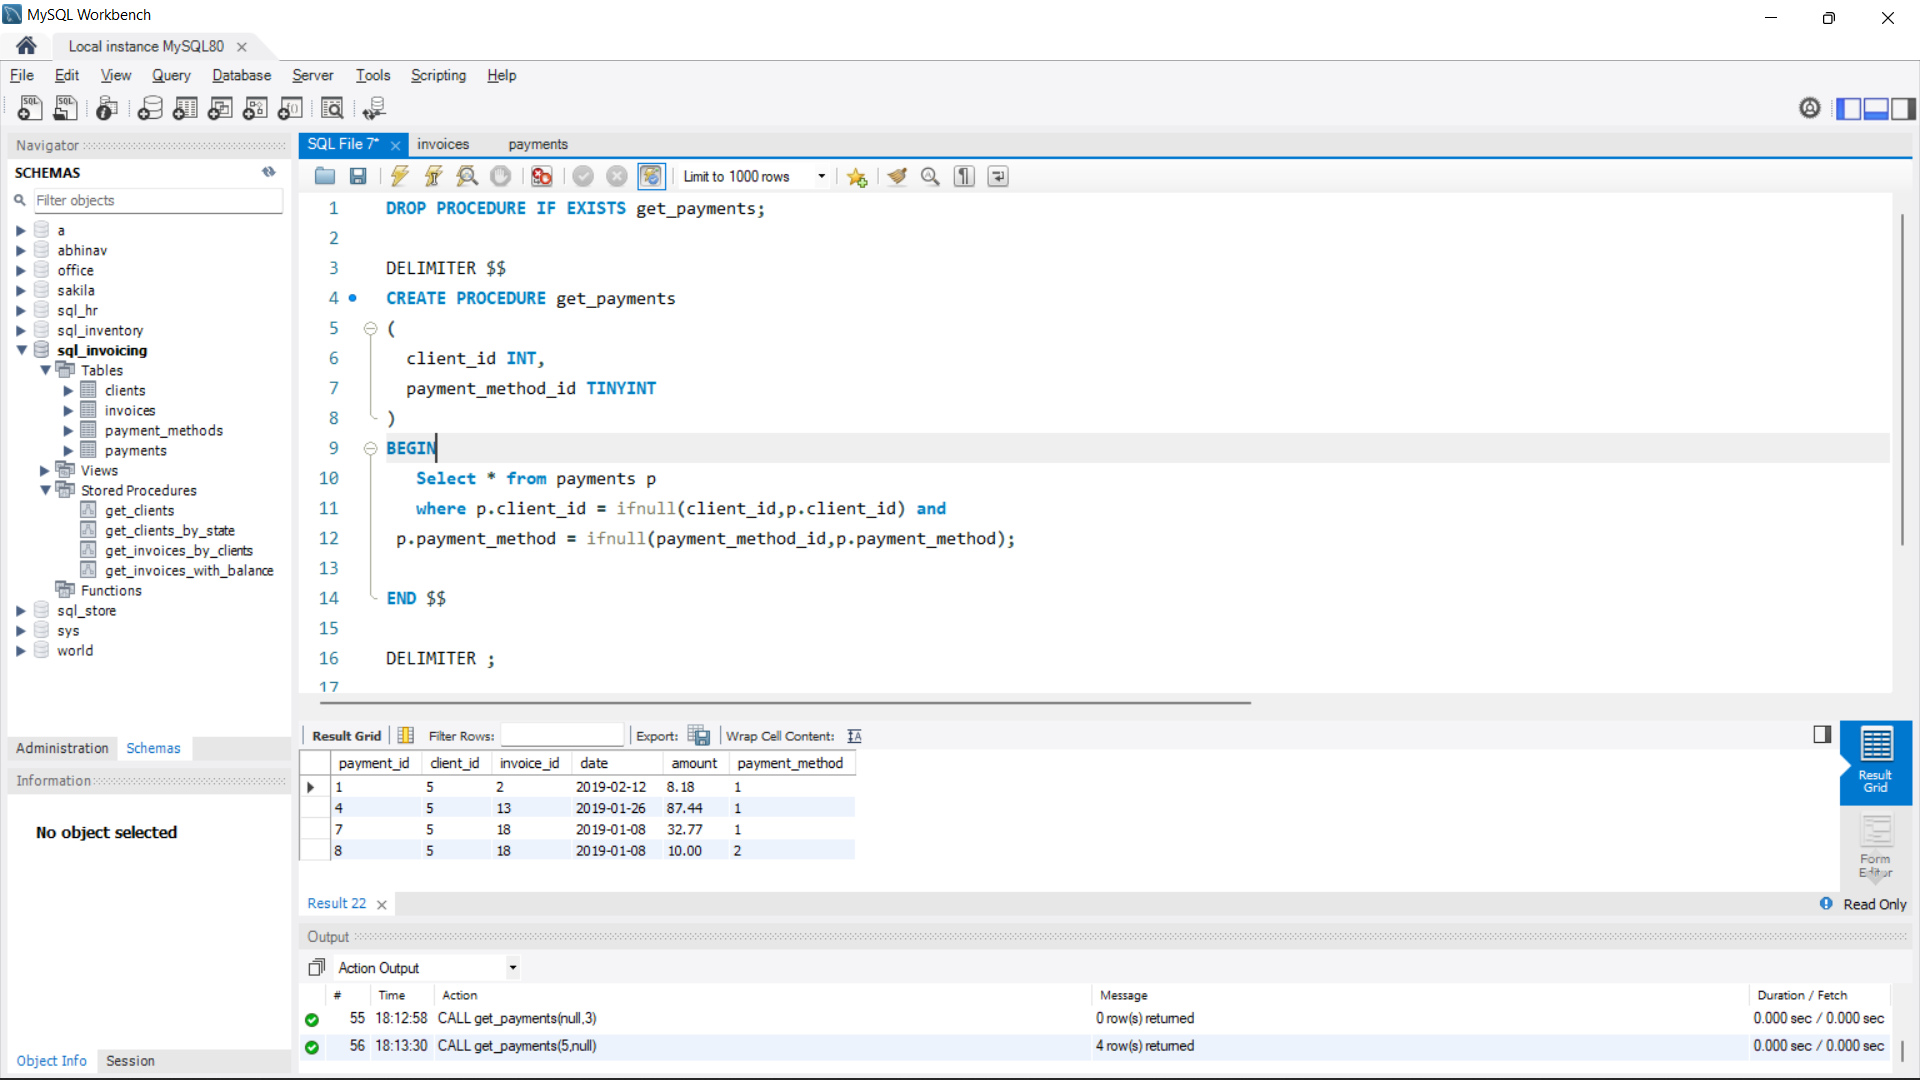 MySQL Workbench
Local instance MySQL80
File Edit View Query Database Server Tools Scripting Help
Navigator
SCHEMAS
Filter objects
a
abhinav
office
sakila
sql_hr
sql_inventory
sql_invoicing
Tables
clients
invoices
payment_methods
payments
Views
Stored Procedures
get_clients
get_clients_by_state
get_invoices_by_clients
get_invoices_with_balance
Functions
sql_store
sys
world
Administration Schemas
Information
No object selected
Object Info Session
SQL File 7* invoices payments
Limit to 1000 rows
1 DROP PROCEDURE IF EXISTS get_payments;
2
3 DELIMITER $$
4 CREATE PROCEDURE get_payments
5 (
6 client_id INT,
7 payment_method_id TINYINT
8 )
9 BEGIN
10 Select * from payments p
11 where p.client_id = ifnull(client_id,p.client_id) and
12 p.payment_method = ifnull(payment_method_id,p.payment_method);
13
14 END $$
15
16 DELIMITER ;
17
Result Grid Filter Rows: Export: Wrap Cell Content:
payment_id client_id invoice_id date amount payment_method
1 5 2 2019-02-12 8.18 1
4 5 13 2019-01-26 87.44 1
7 5 18 2019-01-08 32.77 1
8 5 18 2019-01-08 10.00 2
Result Grid
Form Editor
Result 22
Read Only
Output
Action Output
# Time Action Message Duration / Fetch
55 18:12:58 CALL get_payments(null,3) 0 row(s) returned 0.000 sec / 0.000 sec
56 18:13:30 CALL get_payments(5,null) 4 row(s) returned 0.000 sec / 0.000 sec